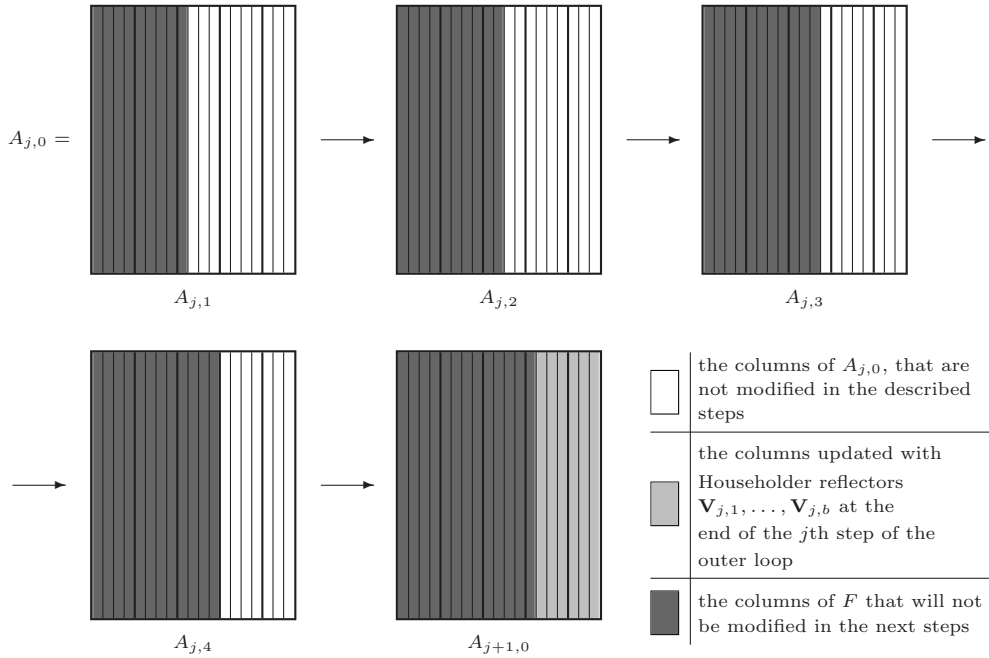 A_{j,0} =
A_{j,1}
A_{j,2}
A_{j,3}
A_{j,4}
A_{j+1,0}
the columns of A_{j,0}, that are
not modified in the described
steps
the columns updated with
Householder reflectors
V_{j,1}, . . . , V_{j,b} at the
end of the jth step of the
outer loop
the columns of F that will not
be modified in the next steps